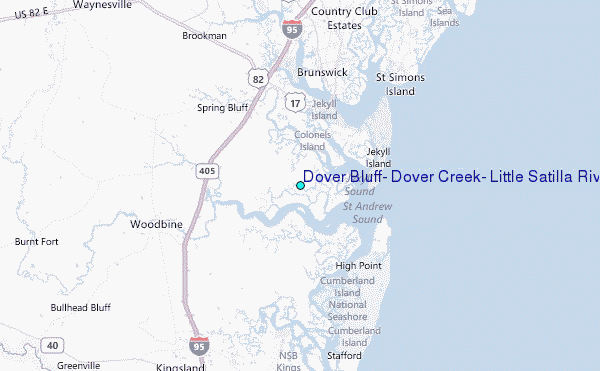 Waynesville
US 82 E
Country Club
Estates
St Simons
Island
Sea
Islands
95
Brookman
82
Brunswick
St Simons
Island
17
Spring Bluff
Jekyll
Island
Colonels
Island
Jekyll
Island
405
Dover Bluff, Dover Creek, Little Satilla Riv
Sound
St Andrew
Sound
Woodbine
Burnt Fort
High Point
Cumberland
Island
National
Seashore
Bullhead Bluff
Cumberland
Island
40
95
NSB
Kings
Stafford
Greenville
Kingsland